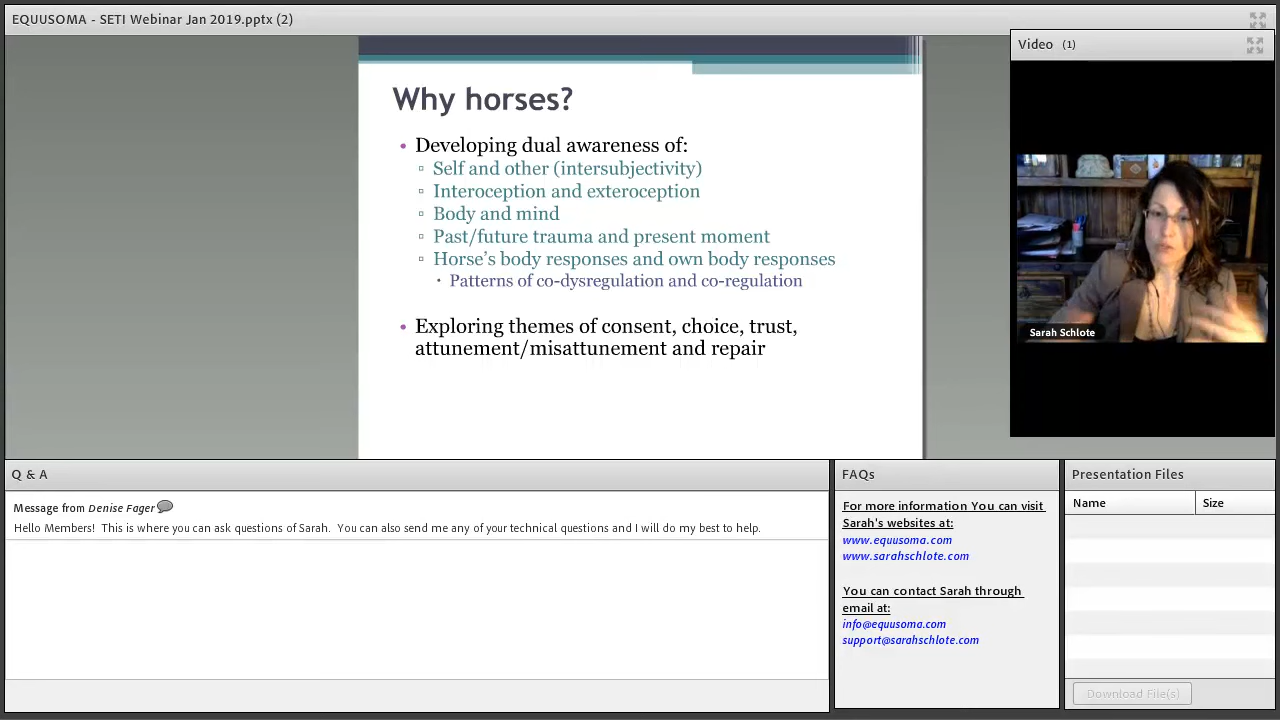 EQUUSOMA - SETI Webinar Jan 2019.pptx (2)
Video (1)
Why horses?
• Developing dual awareness of:
▫ Self and other (intersubjectivity)
▫ Interoception and exteroception
▫ Body and mind
▫ Past/future trauma and present moment
▫ Horse's body responses and own body responses
• Patterns of co-dysregulation and co-regulation
• Exploring themes of consent, choice, trust,
attunement/misattunement and repair
Sarah Schlote
Q & A
Message from Denise Fager
Hello Members! This is where you can ask questions of Sarah. You can also send me any of your technical questions and I will do my best to help.
FAQs
For more information You can visit
Sarah's websites at:
www.equusoma.com
www.sarahschlote.com
You can contact Sarah through
email at:
info@equusoma.com
support@sarahschlote.com
Presentation Files
Name Size
Download File(s)